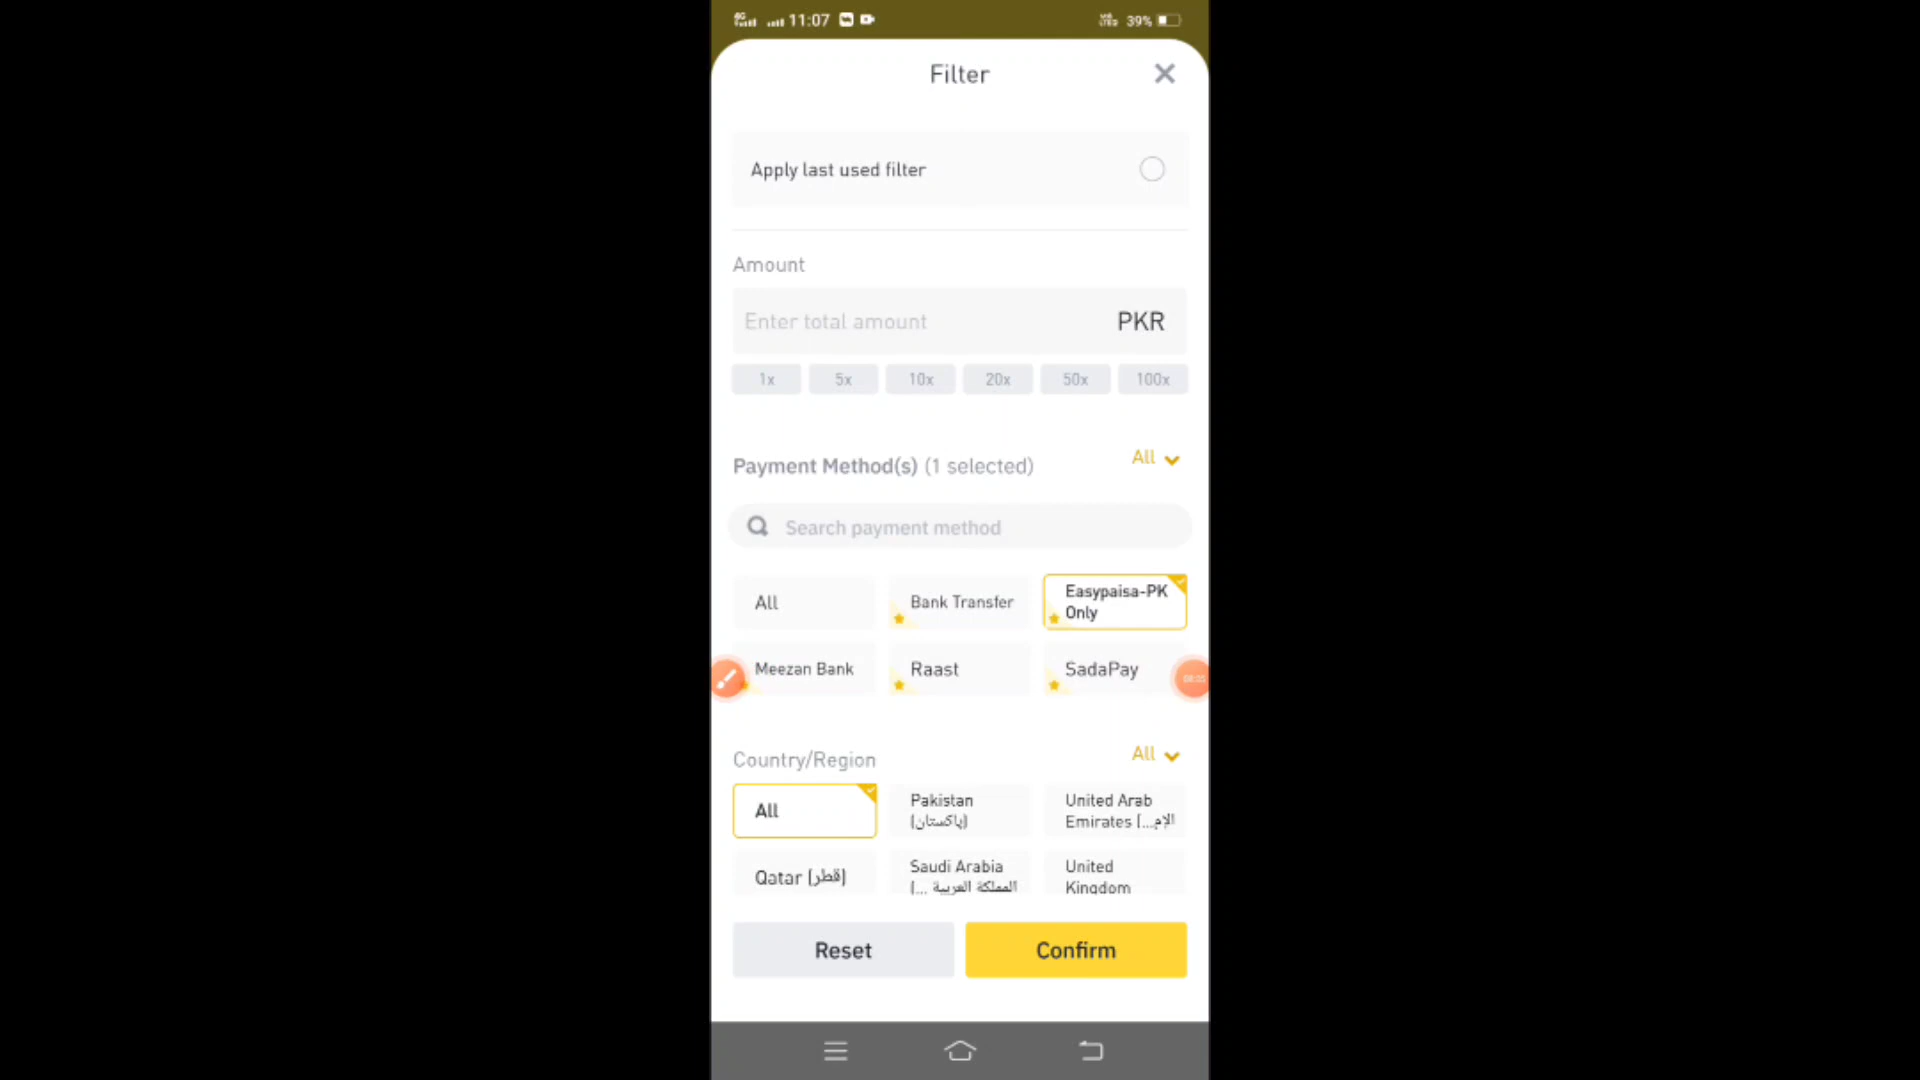 11:07 39%
Filter
Apply last used filter
Amount
Enter total amount PKR
1x 5x 10x 20x 50x 100x
Payment Method(s) (1 selected) All
Search payment method
All Bank Transfer Easypaisa-PK
Only
Meezan Bank Raast SadaPay
Country/Region All
All Pakistan United Arab
(پاکستان) Emirates (...الإم
Qatar (قطر) Saudi Arabia United
(... المملكة العربية Kingdom
Reset Confirm